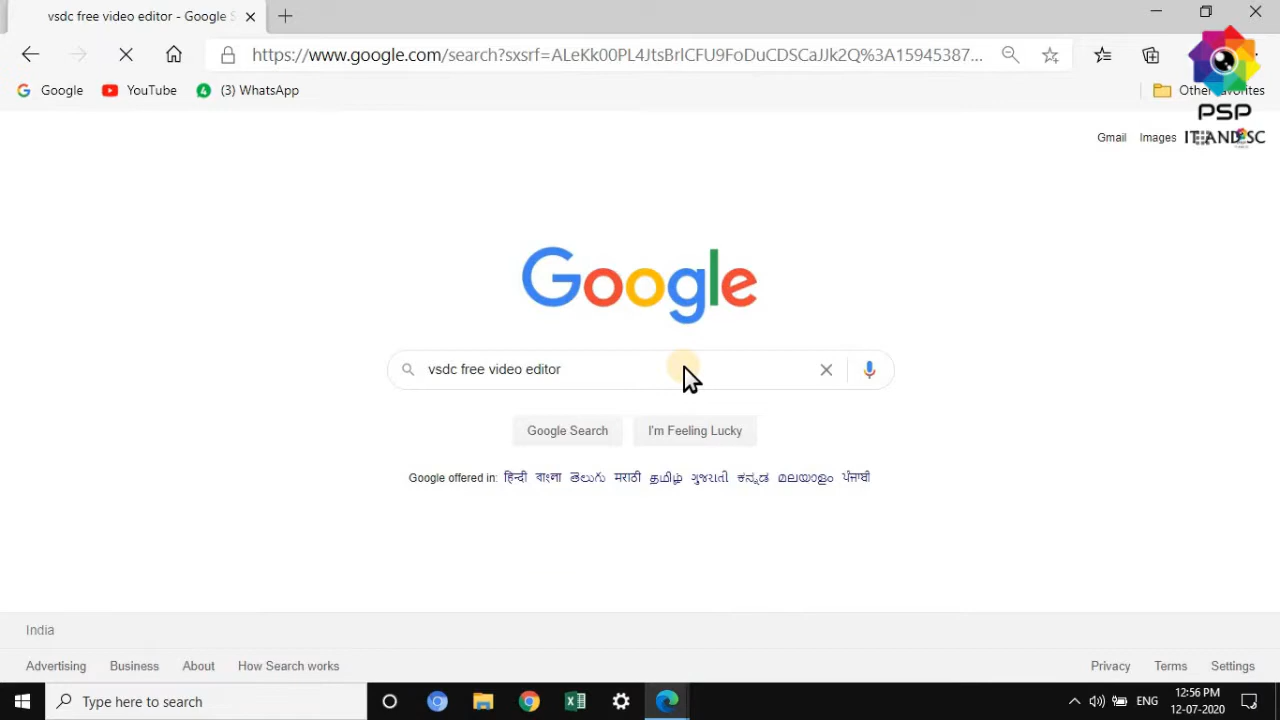 vsdc free video editor - Google S
https://www.google.com/search?sxsrf=ALeKk00PL4JtsBrlCFU9FoDuCDSCaJJk2Q%3A15945387...
Google YouTube (3) WhatsApp Other favorites
PSP
Gmail Images
Google
vsdc free video editor
Google Search I'm Feeling Lucky
Google offered in: हिन्दी বাংলা తెలుగు मराठी தமிழ் ગુજરાતી ಕನ್ನಡ മലയാളം ਪੰਜਾਬੀ
India
Advertising Business About How Search works Privacy Terms Settings
Type here to search ENG 12:56 PM
12-07-2020